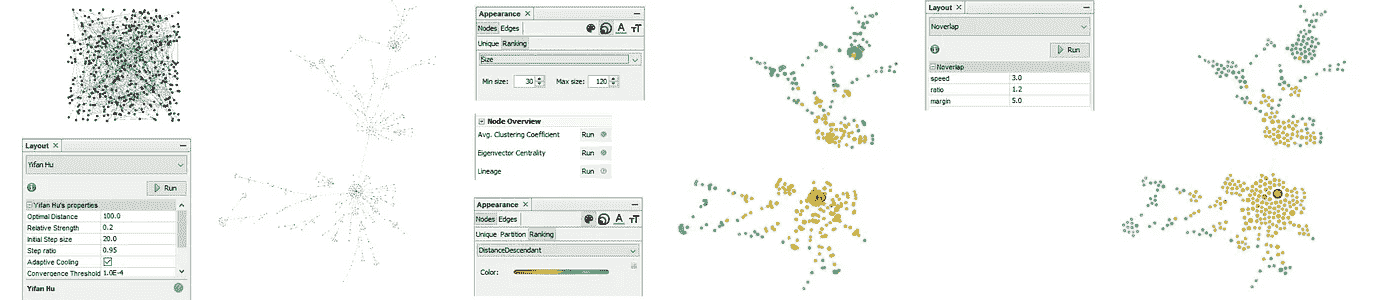 Layout
Yifan Hu
Run
Yifan Hu's properties
Optimal Distance 100.0
Relative Strength 0.2
Initial Step size 20.0
Step ratio 0.95
Adaptive Cooling
Convergence Threshold 1.0E-4
Yifan Hu
Appearance
Nodes Edges
Unique Ranking
Size
Min size: 30 Max size: 120
Node Overview
Avg. Clustering Coefficient Run
Eigenvector Centrality Run
Lineage Run
Appearance
Nodes Edges
Unique Partition Ranking
DistanceDescendant
Color:
Layout
Noverlap
Run
Noverlap
speed 3.0
ratio 1.2
margin 5.0